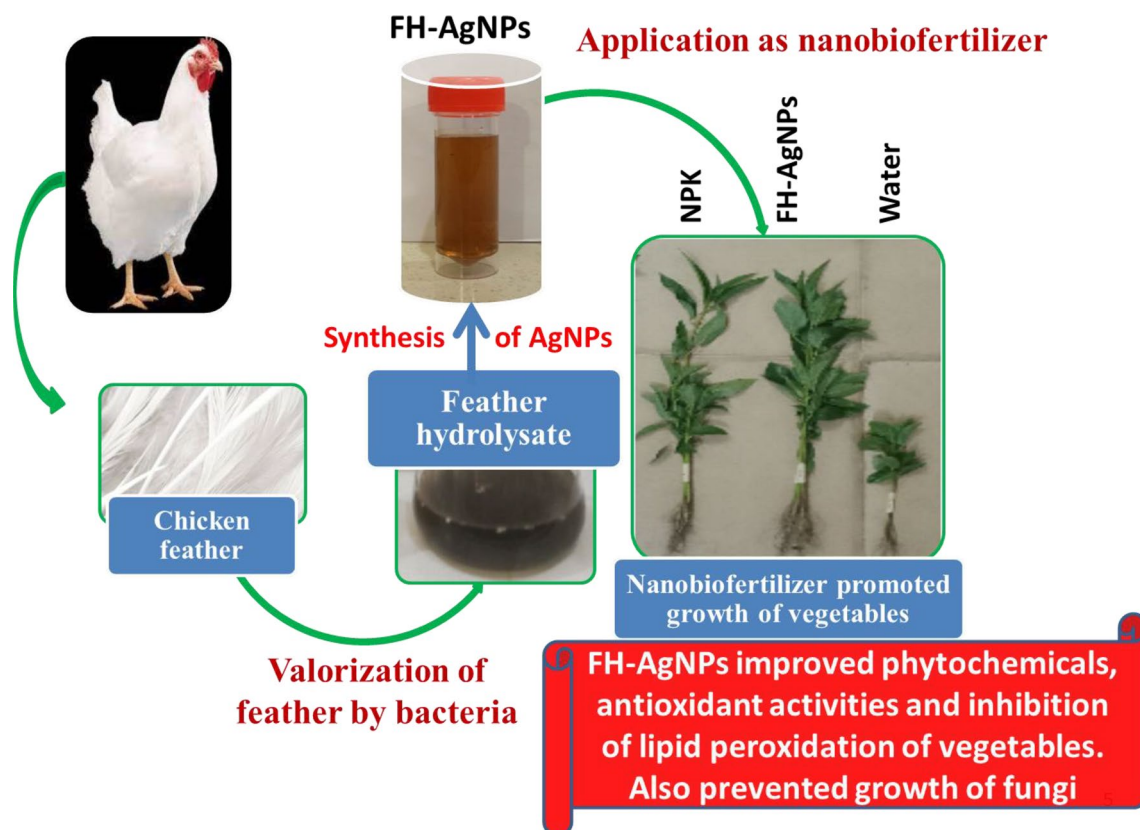 FH-AgNPs
Application as nanobiofertilizer
NPK
FH-AgNPs
Water
Synthesis of AgNPs
Feather
hydrolysate
Chicken
feather
Nanobiofertilizer promoted
growth of vegetables
Valorization of
feather by bacteria
FH-AgNPs improved phytochemicals,
antioxidant activities and inhibition
of lipid peroxidation of vegetables.
Also prevented growth of fungi
5